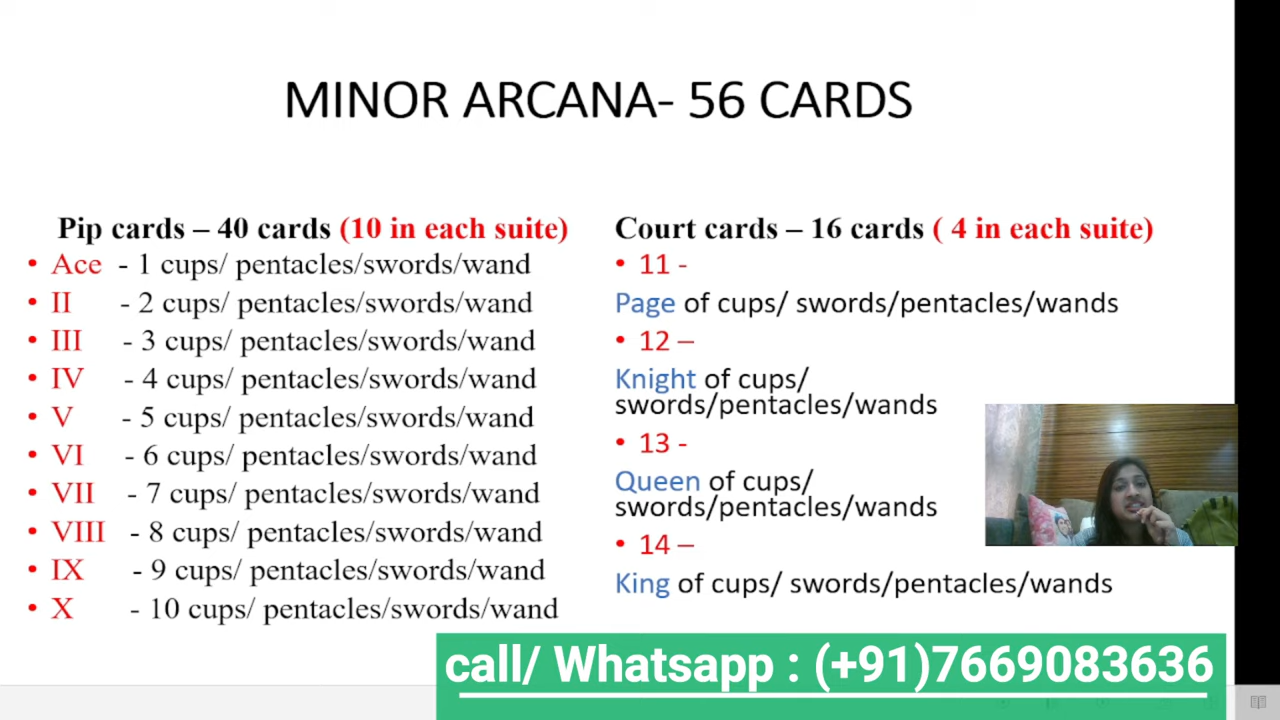 MINOR ARCANA- 56 CARDS
Pip cards – 40 cards (10 in each suite)
• Ace - 1 cups/ pentacles/swords/wand
• II - 2 cups/ pentacles/swords/wand
• III - 3 cups/ pentacles/swords/wand
• IV - 4 cups/ pentacles/swords/wand
• V - 5 cups/ pentacles/swords/wand
• VI - 6 cups/ pentacles/swords/wand
• VII - 7 cups/ pentacles/swords/wand
• VIII - 8 cups/ pentacles/swords/wand
• IX - 9 cups/ pentacles/swords/wand
• X - 10 cups/ pentacles/swords/wand
Court cards – 16 cards ( 4 in each suite)
• 11 -
Page of cups/ swords/pentacles/wands
• 12 –
Knight of cups/
swords/pentacles/wands
• 13 -
Queen of cups/
swords/pentacles/wands
• 14 –
King of cups/ swords/pentacles/wands
call/ Whatsapp : (+91)7669083636